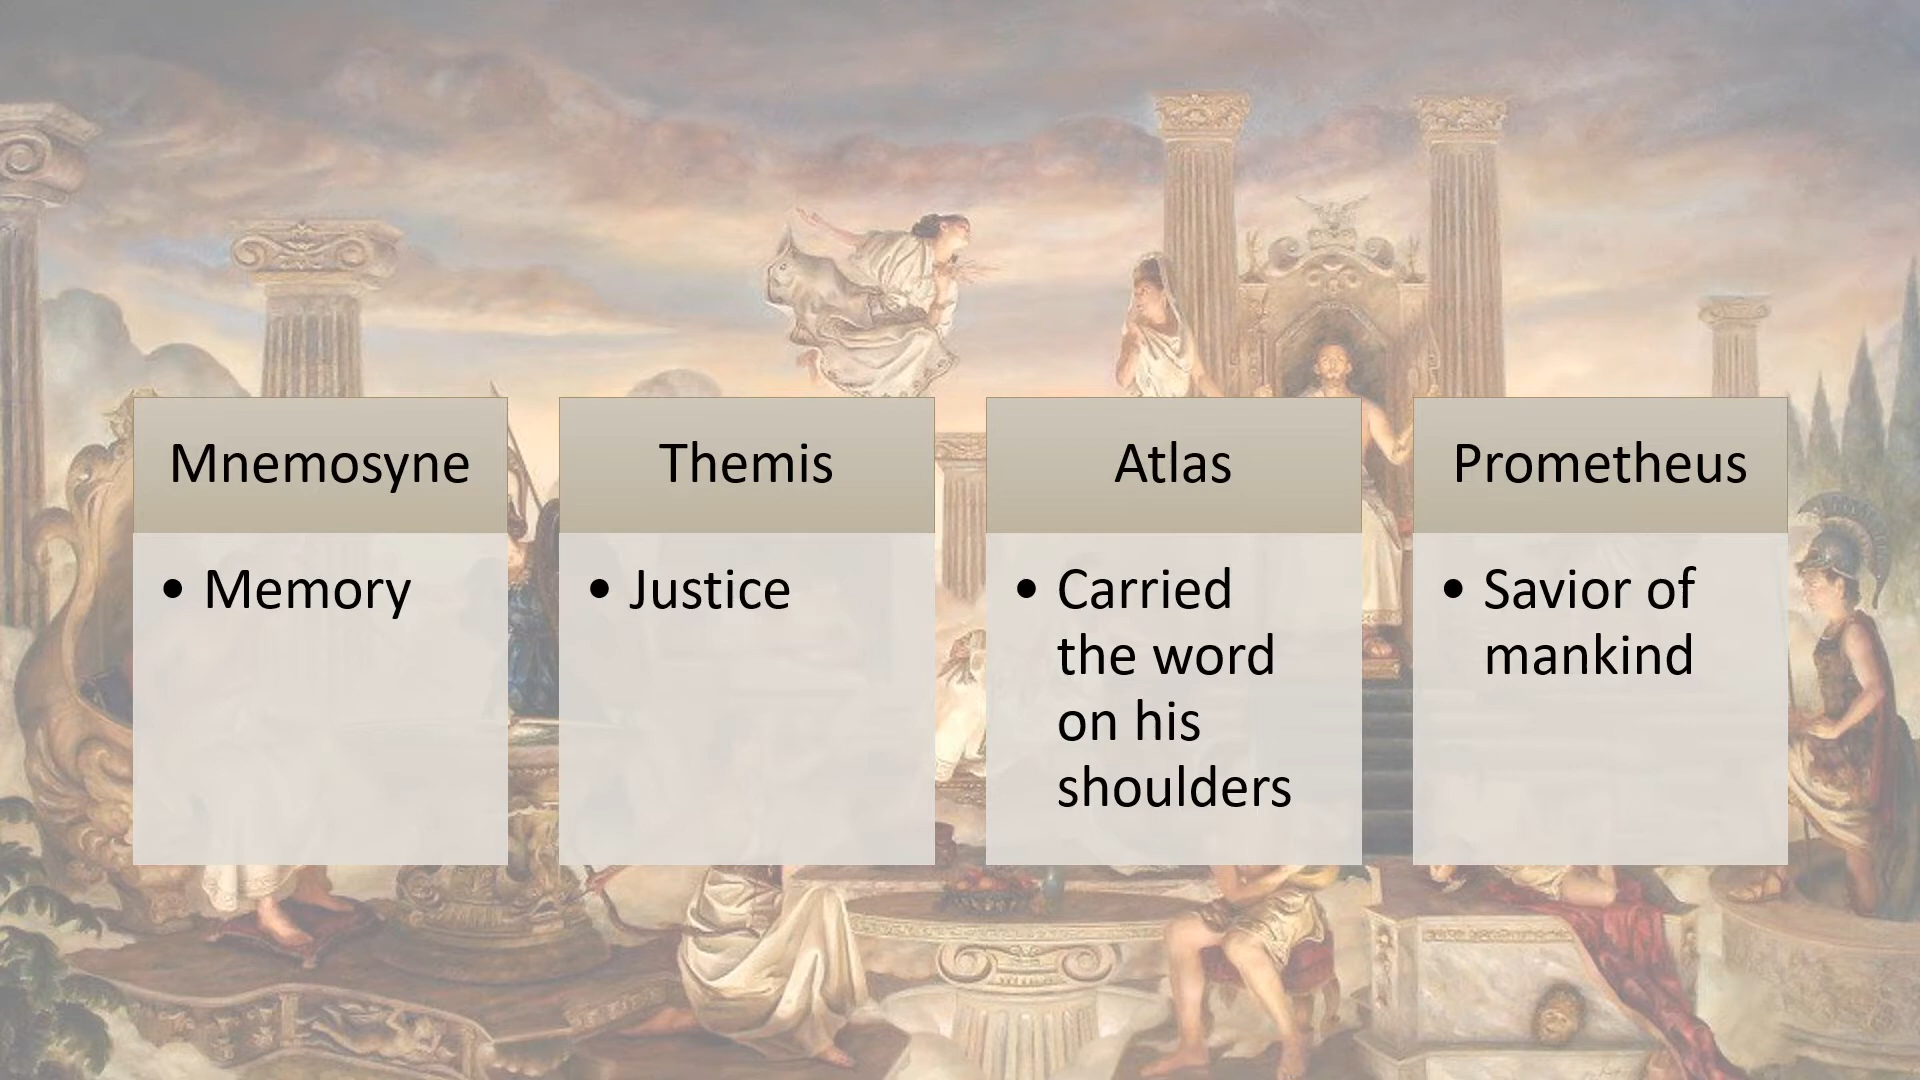 Mnemosyne
• Memory
Themis
• Justice
Atlas
• Carried
the word
on his
shoulders
Prometheus
• Savior of
mankind